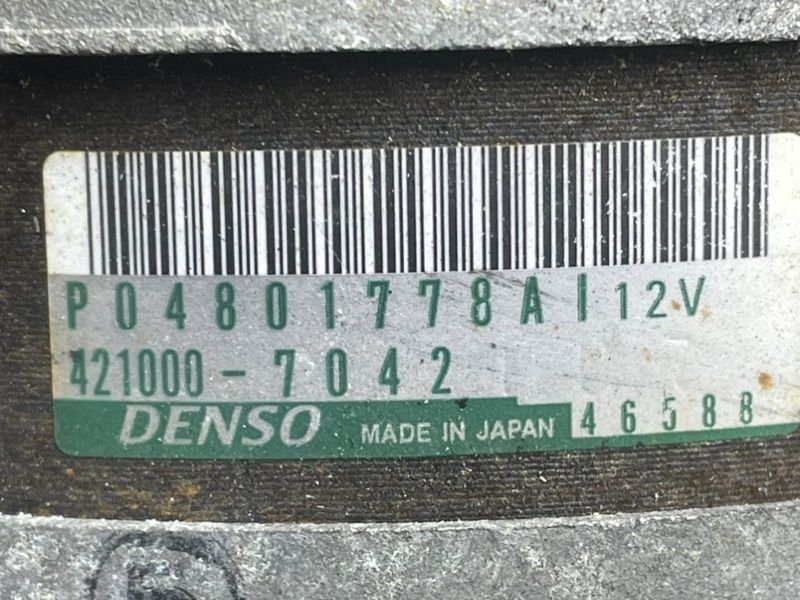 P04801778AI 12V
421000-7042
DENSO MADE IN JAPAN 46588